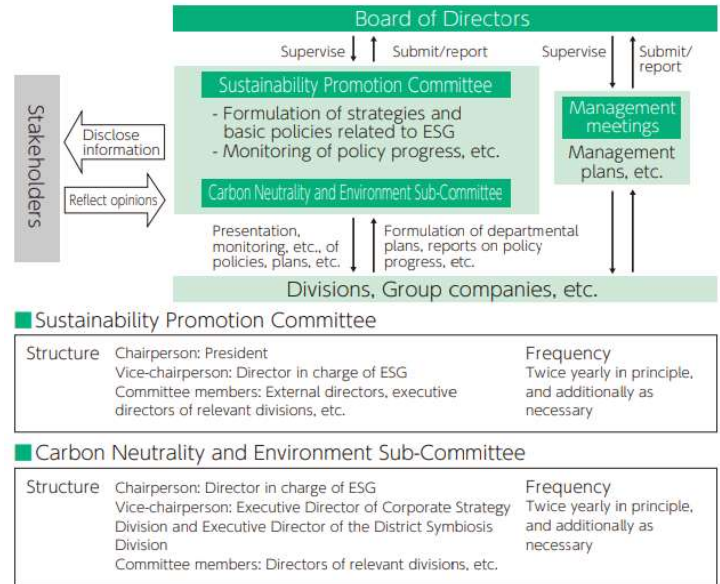 Board of Directors
Supervise
Submit/report
Supervise
Submit/
report
Stakeholders
Disclose
information
Reflect opinions
Sustainability Promotion Committee
- Formulation of strategies and
basic policies related to ESG
- Monitoring of policy progress, etc.
Carbon Neutrality and Environment Sub-Committee
Management
meetings
Management
plans, etc.
Presentation,
monitoring, etc., of
policies, plans, etc.
Formulation of departmental
plans, reports on policy
progress, etc.
Divisions, Group companies, etc.
Sustainability Promotion Committee
Structure
Chairperson: President
Vice-chairperson: Director in charge of ESG
Committee members: External directors, executive
directors of relevant divisions, etc.
Frequency
Twice yearly in principle,
and additionally as
necessary
Carbon Neutrality and Environment Sub-Committee
Structure
Chairperson: Director in charge of ESG
Vice-chairperson: Executive Director of Corporate Strategy
Division and Executive Director of the District Symbiosis
Division
Committee members: Directors of relevant divisions, etc.
Frequency
Twice yearly in principle,
and additionally as
necessary